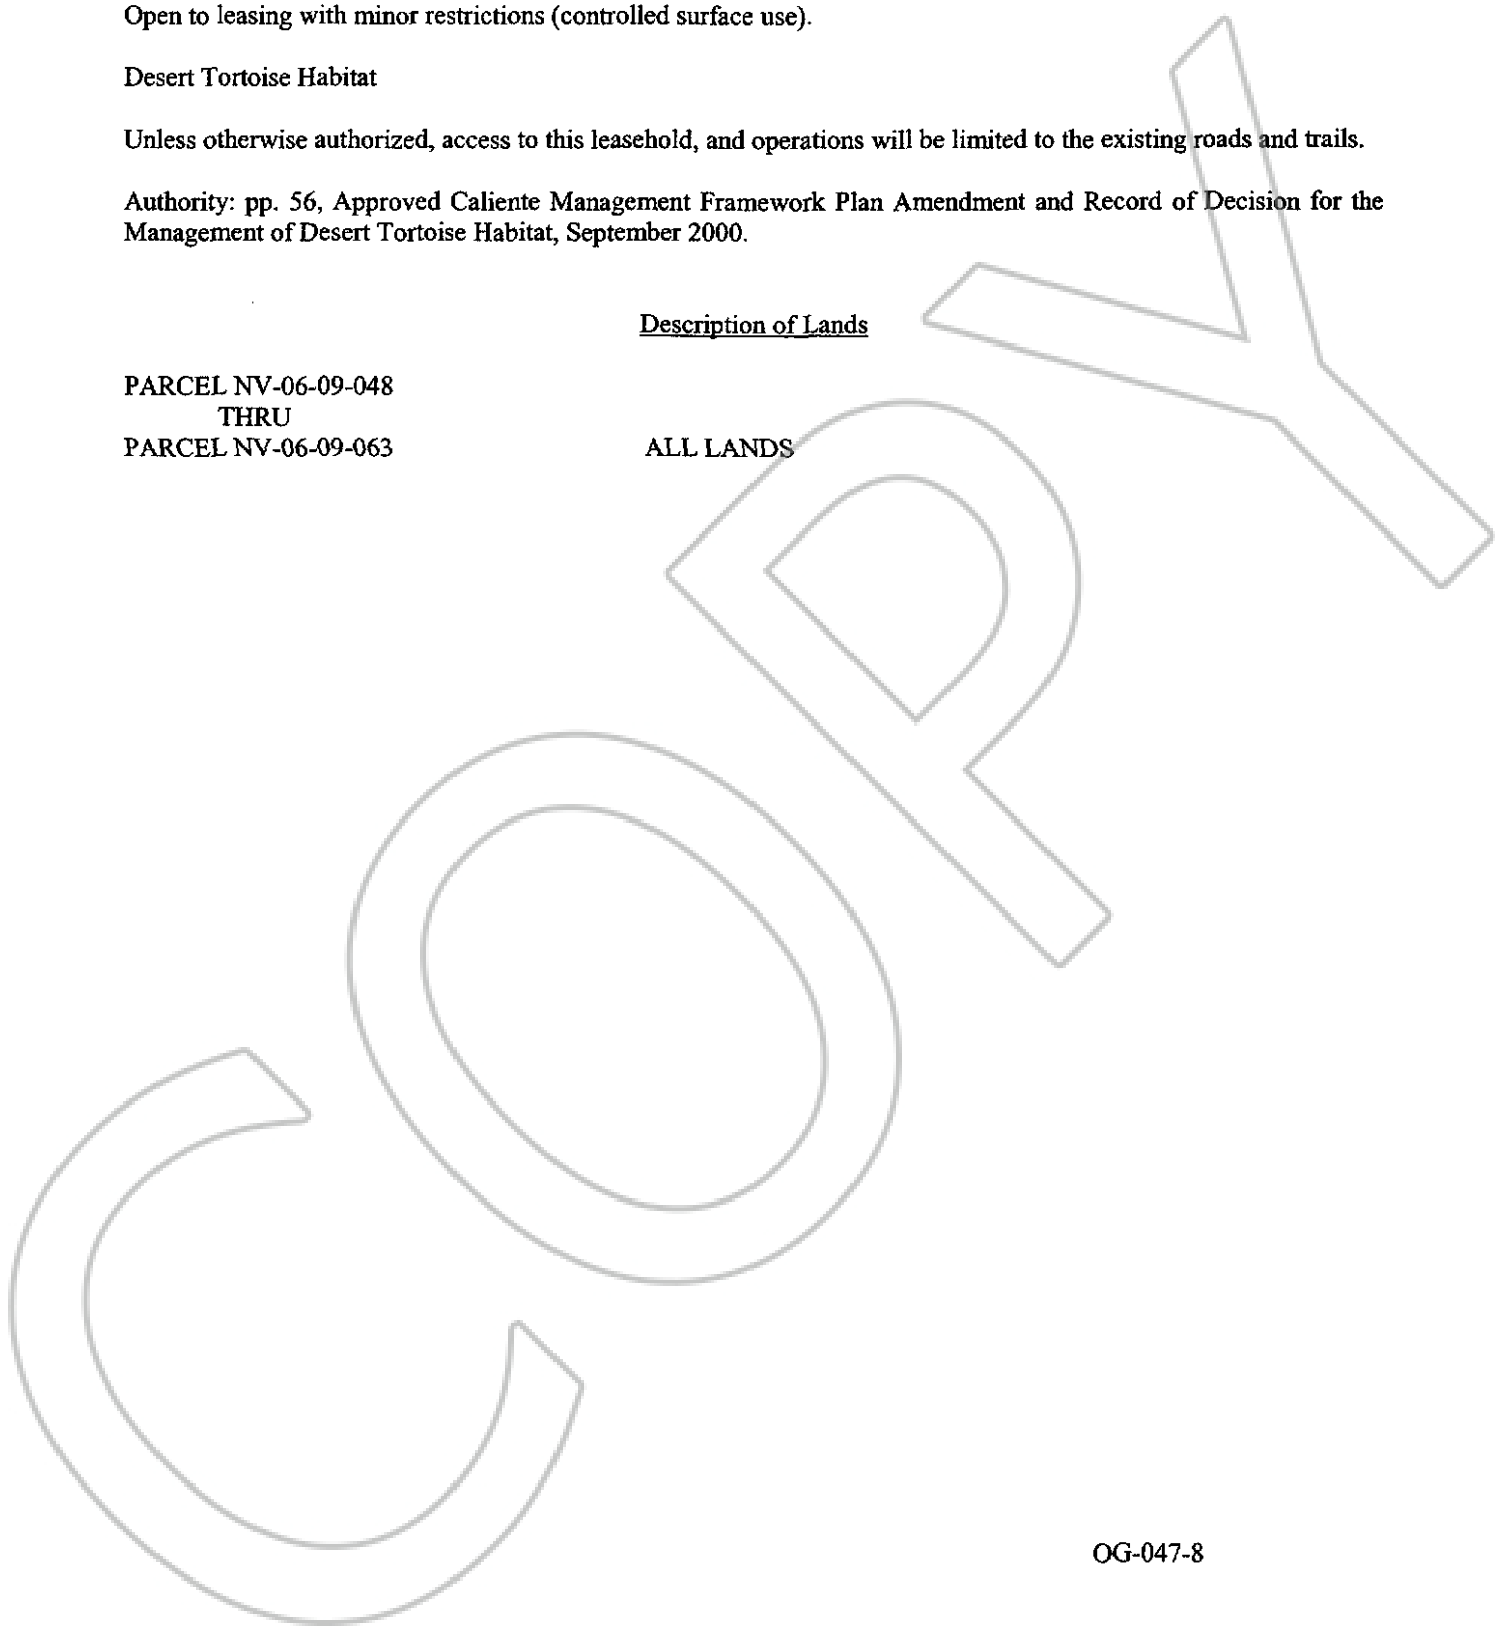 Open to leasing with minor restrictions (controlled surface use).
Desert Tortoise Habitat
Unless otherwise authorized, access to this leasehold, and operations will be limited to the existing roads and trails.
Authority: pp. 56, Approved Caliente Management Framework Plan Amendment and Record of Decision for the
Management of Desert Tortoise Habitat, September 2000.
Description of Lands
PARCEL NV-06-09-048
THRU
PARCEL NV-06-09-063 ALL LANDS
COPY
OG-047-8